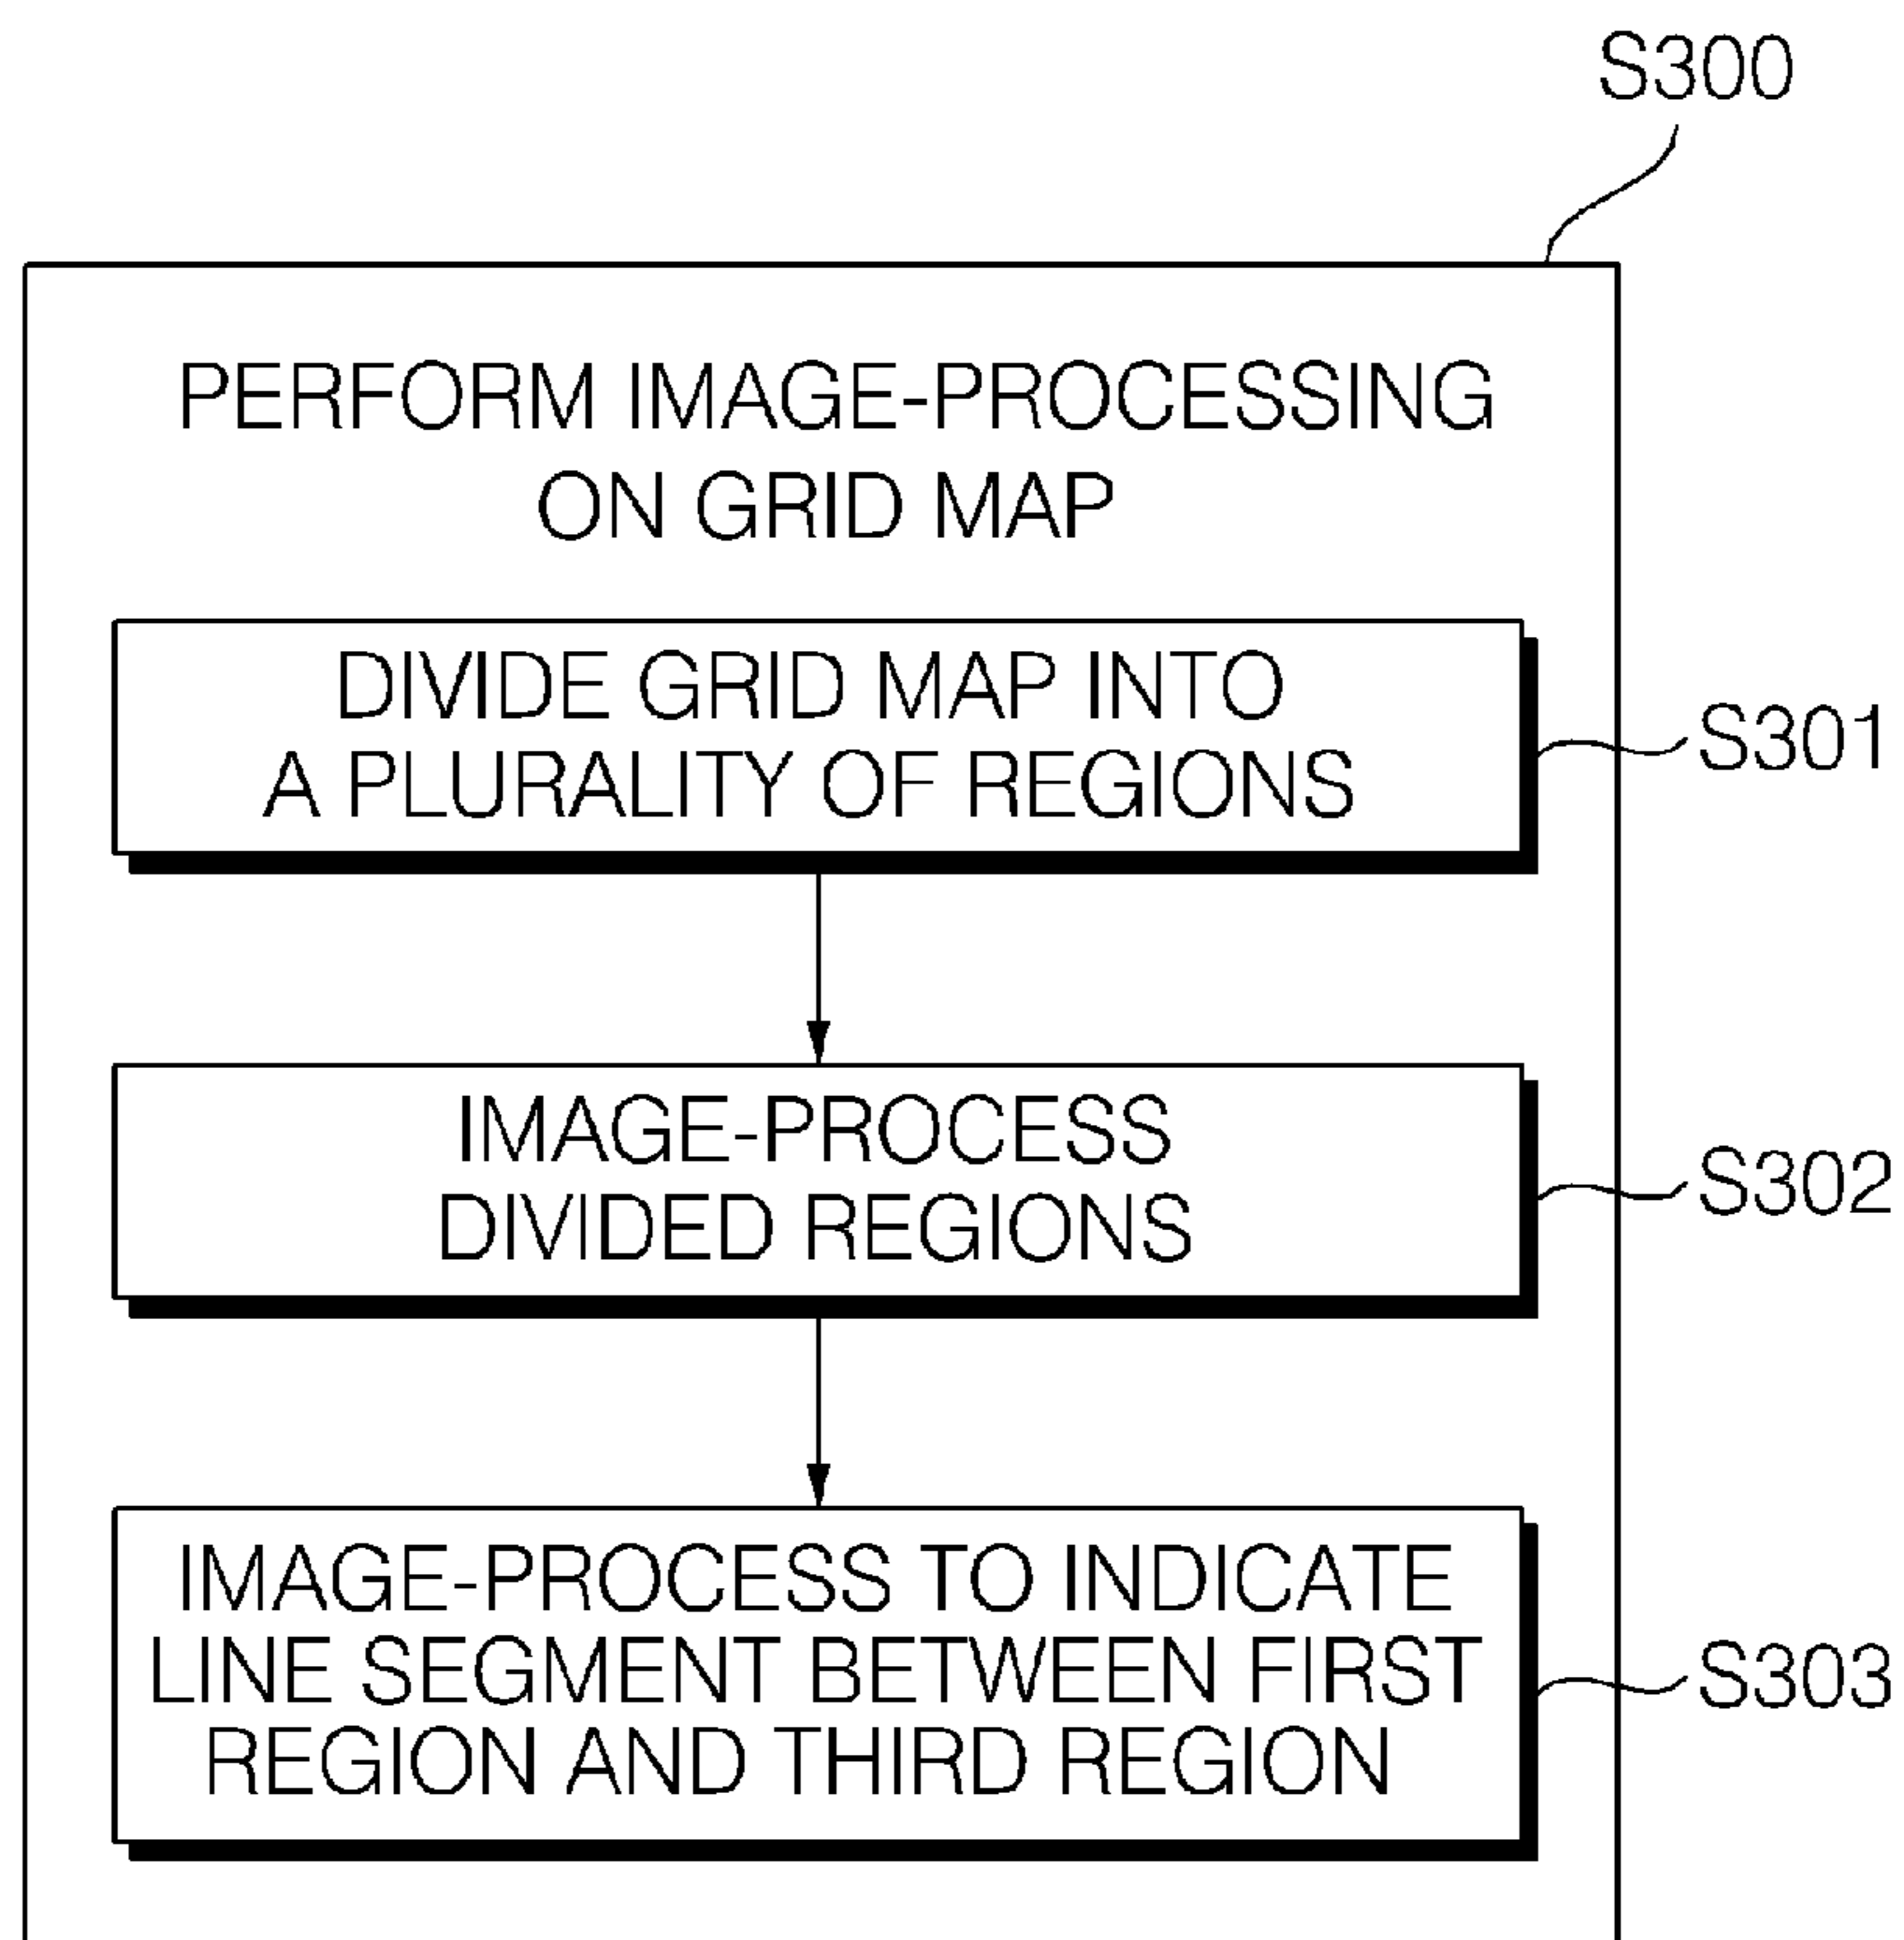 S300
PERFORM IMAGE-PROCESSING
ON GRID MAP
DIVIDE GRID MAP INTO
A PLURALITY OF REGIONS
S301
IMAGE-PROCESS
DIVIDED REGIONS
S302
IMAGE-PROCESS TO INDICATE
LINE SEGMENT BETWEEN FIRST
REGION AND THIRD REGION
S303